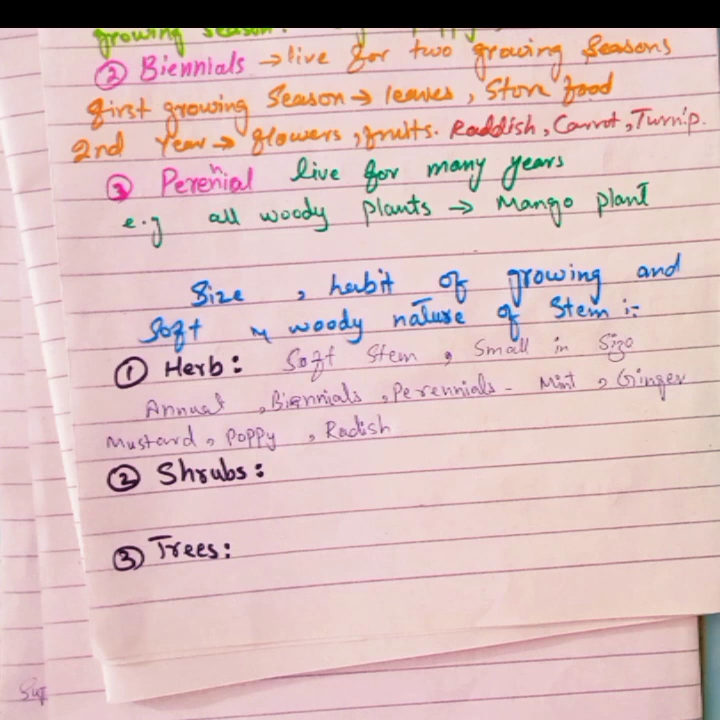 growing season
② Biennials → live for two growing Seasons
first growing Season → leaves, Store food
2nd Year → flowers, fruits. Raddish, Carrot, Turnip.
③ Perennial live for many years
e.g all woody plants → Mango plant
Size, habit of growing and
Soft woody nature of Stem :-
① Herb: Soft Stem, Small in Size
Annual, Biennials, Perennials - Mint, Ginger
Mustard, Poppy, Radish
② Shrubs:
③ Trees: